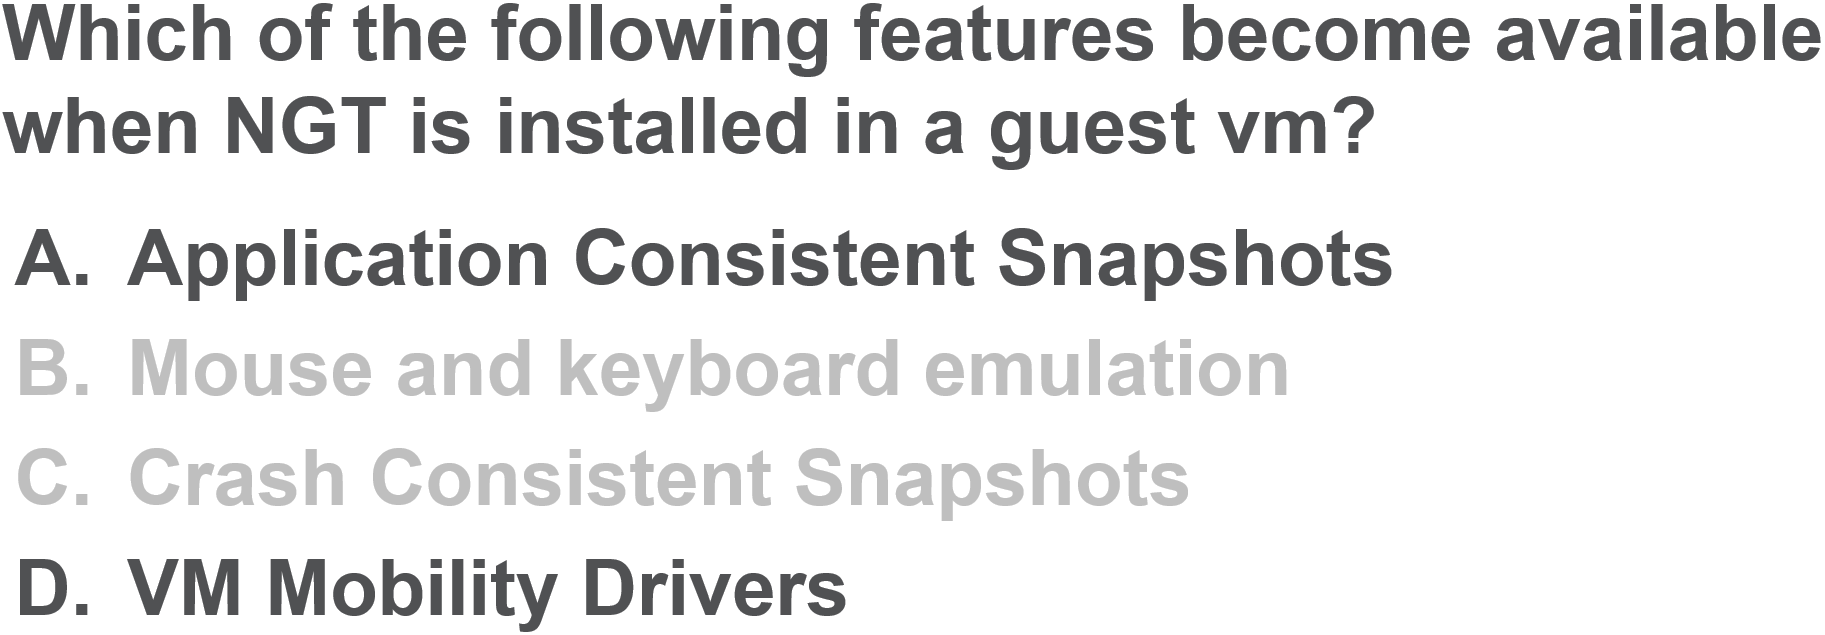 Which of the following features become available
when NGT is installed in a guest vm?
A. Application Consistent Snapshots
B. Mouse and keyboard emulation
C. Crash Consistent Snapshots
D. VM Mobility Drivers